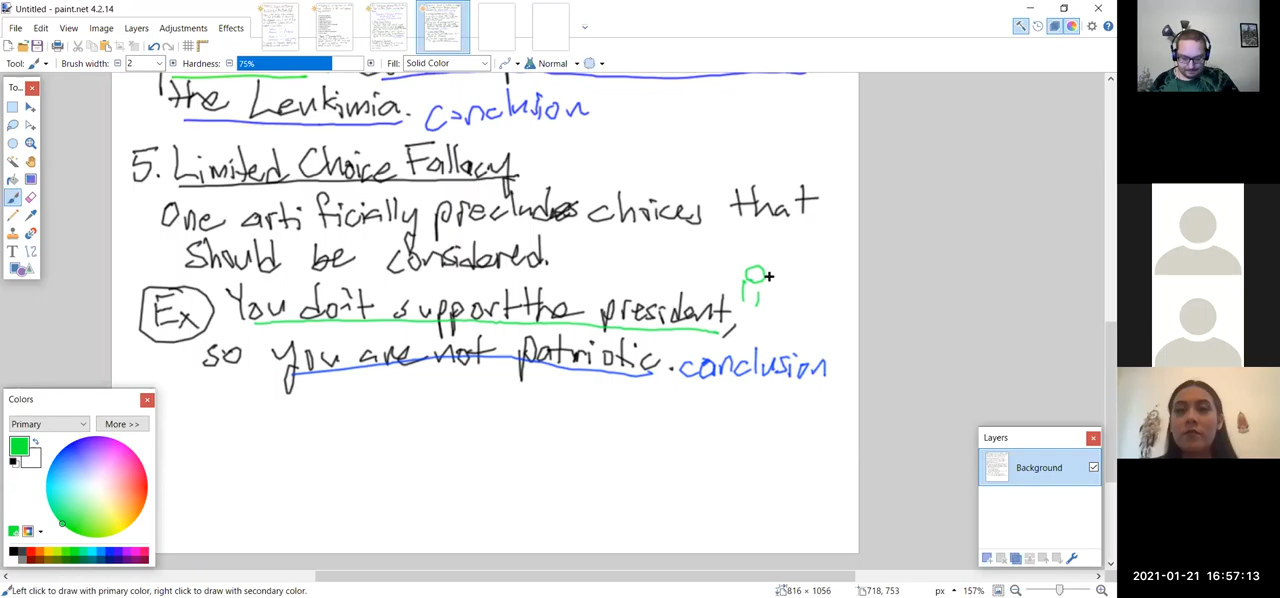 Untitled - paint.net 4.2.14
File Edit View Image Layers Adjustments Effects
Tool: Brush width: 2 Hardness: 75% Fill: Solid Color Normal
To...
the Leukimia. conclusion
5. Limited Choice Fallacy
One artificially precludes choices that
should be considered.
Ex You don't support the president,
so you are not patriotic. conclusion
Colors
Primary More >>
Layers
Background
Left click to draw with primary color, right click to draw with secondary color. 816 × 1056 718, 753 px 157%
2021-01-21 16:57:13